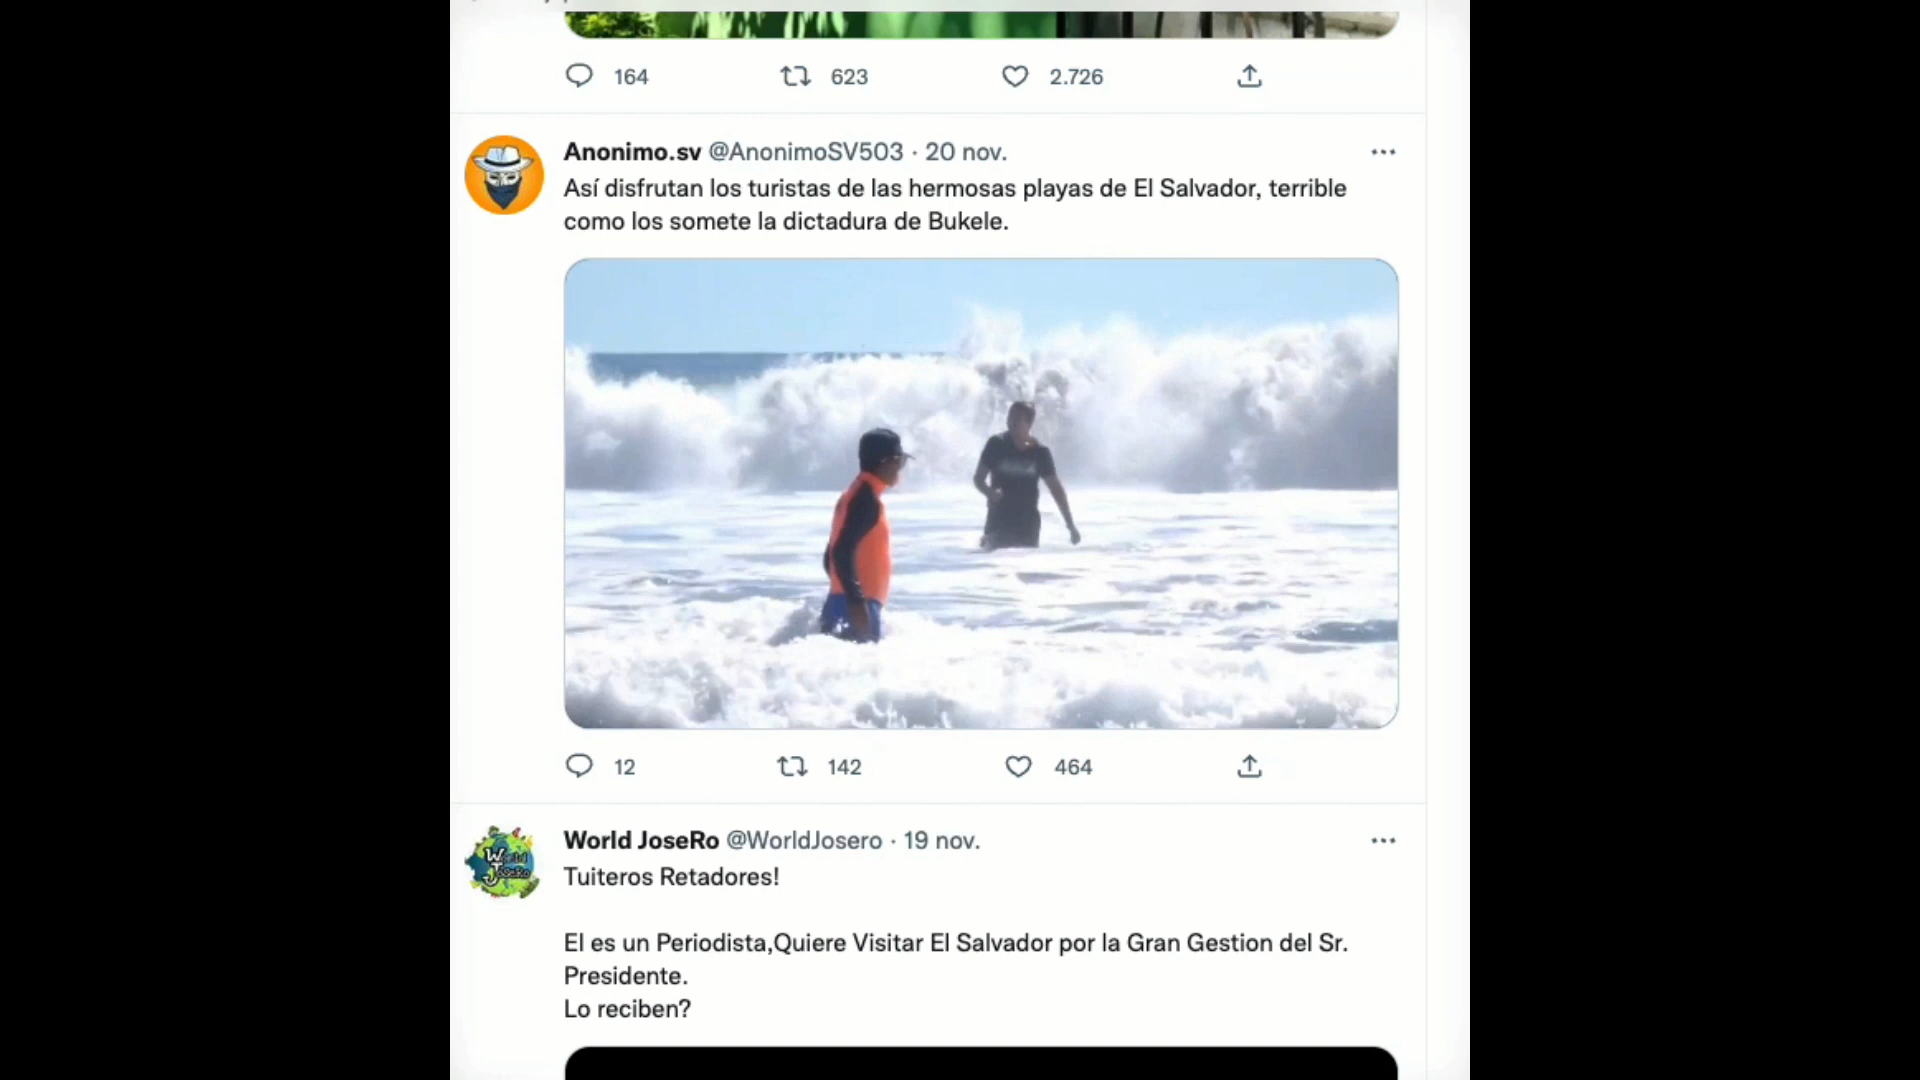 164 623 2.726
Anonimo.sv @AnonimoSV503 · 20 nov.
Así disfrutan los turistas de las hermosas playas de El Salvador, terrible
como los somete la dictadura de Bukele.
12 142 464
World JoseRo @WorldJosero · 19 nov.
World
JoseRo
Tuiteros Retadores!
El es un Periodista,Quiere Visitar El Salvador por la Gran Gestion del Sr.
Presidente.
Lo reciben?